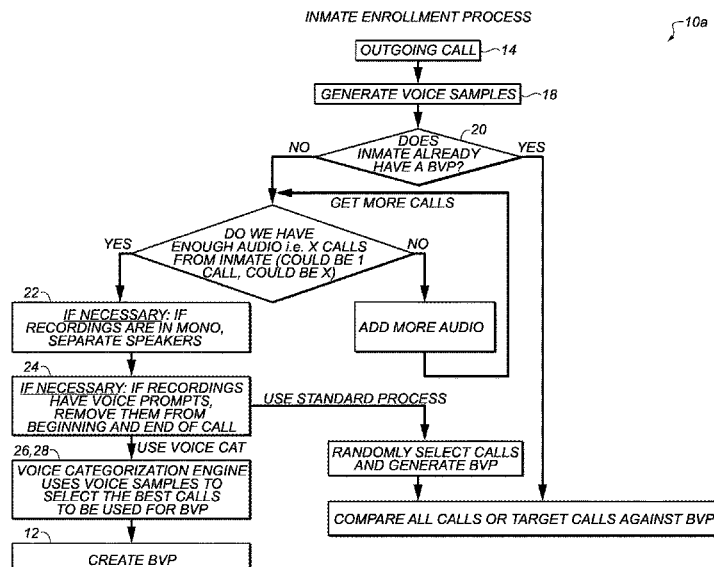 INMATE ENROLLMENT PROCESS
10a
OUTGOING CALL
14
GENERATE VOICE SAMPLES
18
20
NO
DOES
INMATE ALREADY
HAVE A BVP?
YES
GET MORE CALLS
YES
DO WE HAVE
ENOUGH AUDIO i.e. X CALLS
FROM INMATE (COULD BE 1
CALL, COULD BE X)
NO
22
IF NECESSARY: IF
RECORDINGS ARE IN MONO,
SEPARATE SPEAKERS
ADD MORE AUDIO
24
IF NECESSARY: IF RECORDINGS
HAVE VOICE PROMPTS,
REMOVE THEM FROM
BEGINNING AND END OF CALL
USE STANDARD PROCESS
USE VOICE CAT
RANDOMLY SELECT CALLS
AND GENERATE BVP
26,28
VOICE CATEGORIZATION ENGINE
USES VOICE SAMPLES TO
SELECT THE BEST CALLS
TO BE USED FOR BVP
COMPARE ALL CALLS OR TARGET CALLS AGAINST BVP
12
CREATE BVP